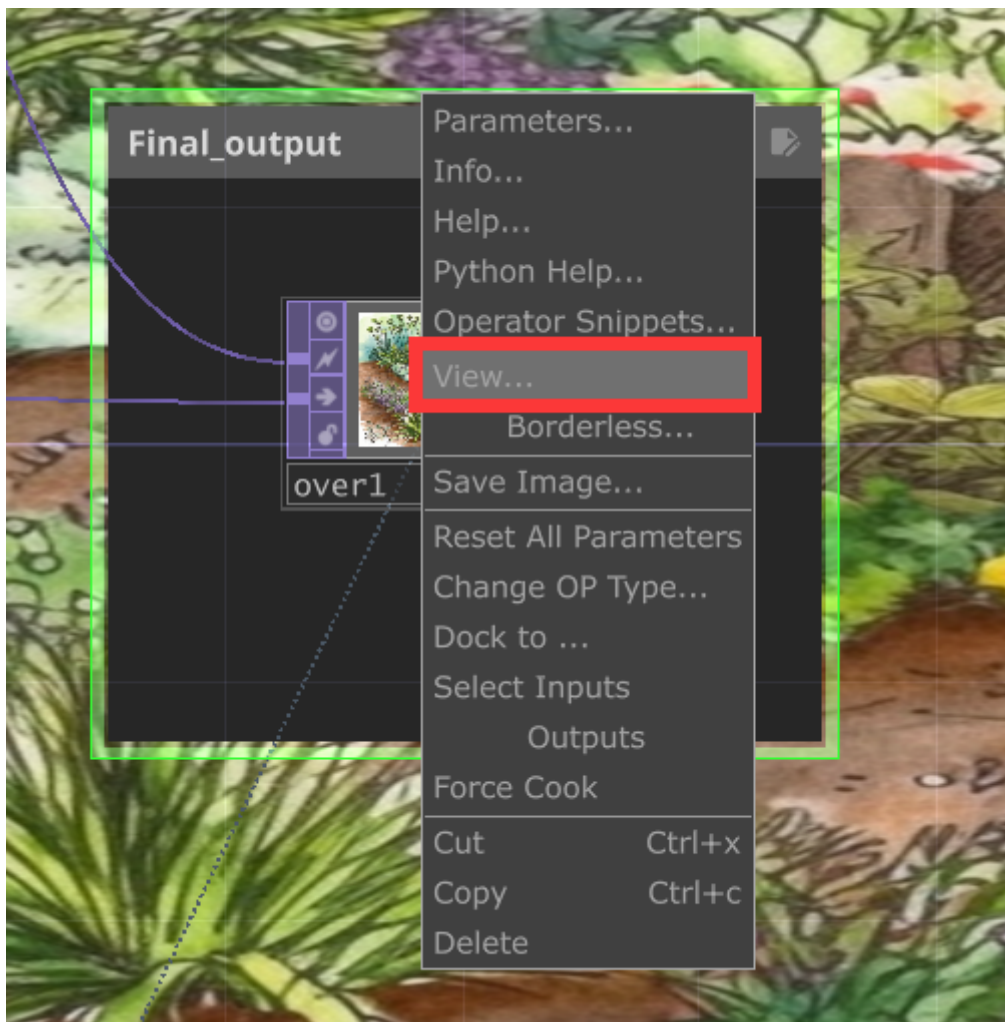 Final_output
Parameters...
Info...
Help...
Python Help...
Operator Snippets...
View...
Borderless...
over1
Save Image...
Reset All Parameters
Change OP Type...
Dock to ...
Select Inputs
Outputs
Force Cook
Cut Ctrl+x
Copy Ctrl+c
Delete